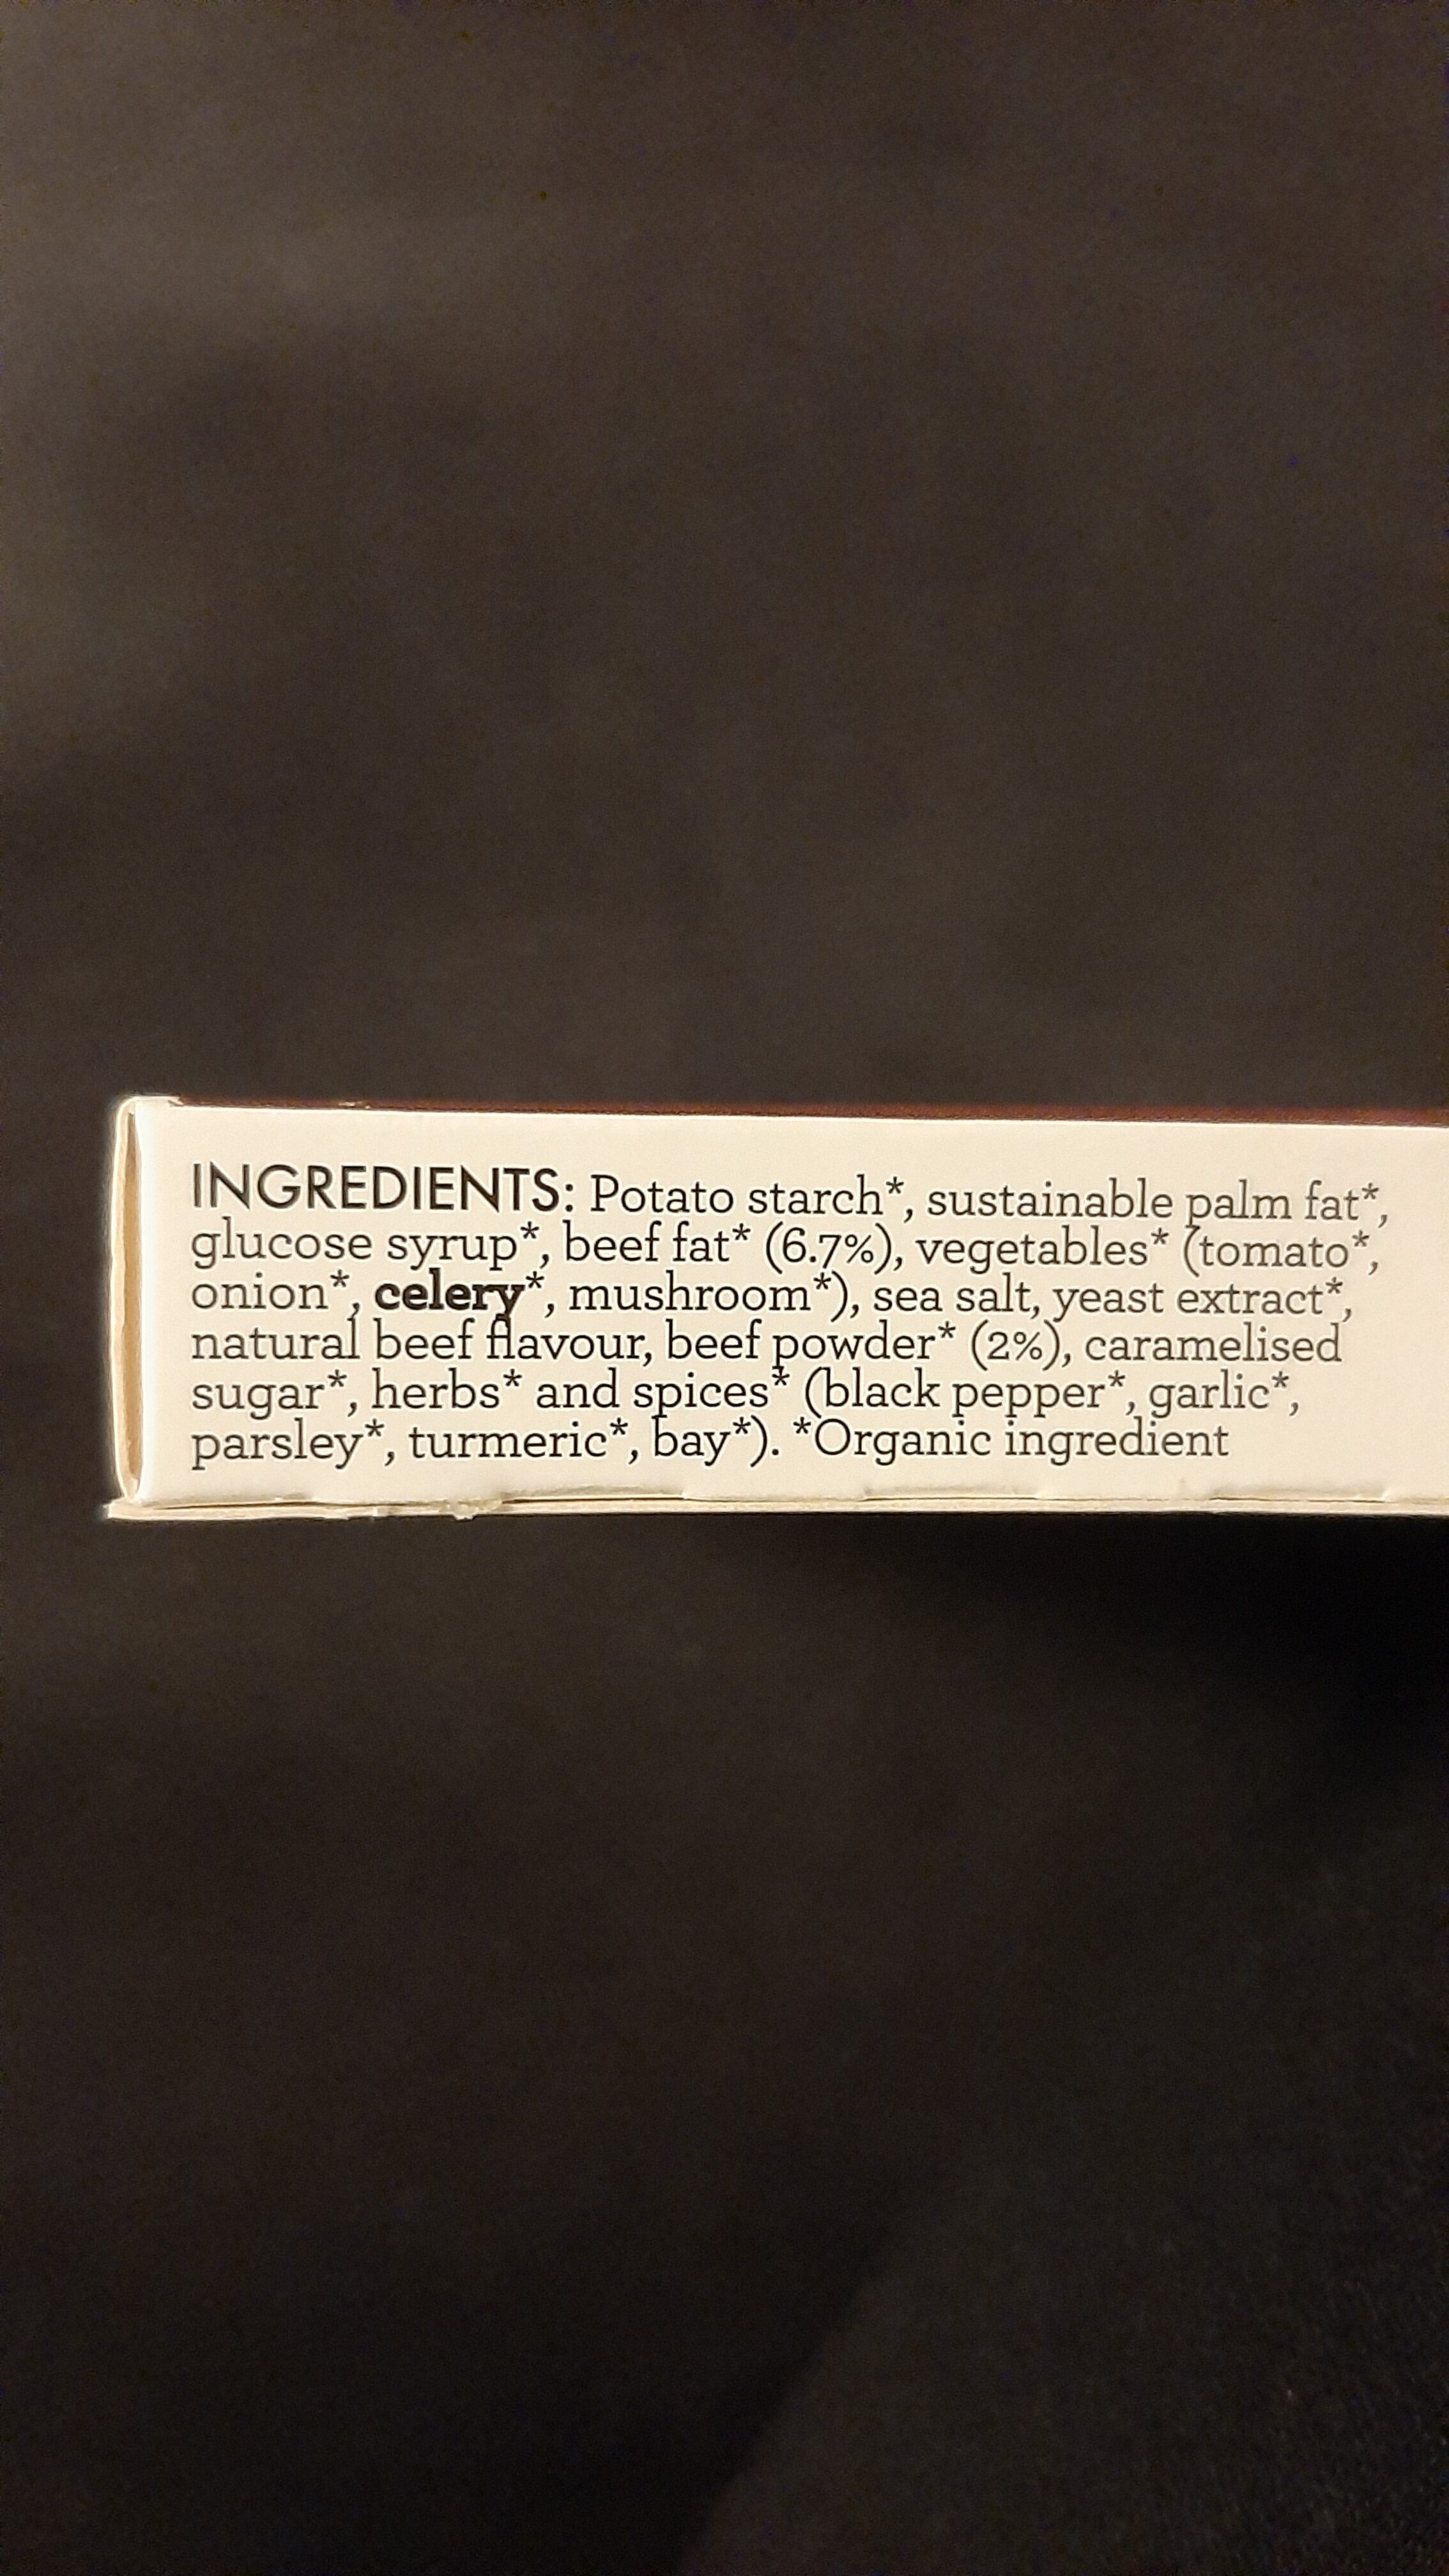 INGREDIENTS: Potato starch*, sustainable palm fat*,
glucose syrup*, beef fat* (6.7%), vegetables* (tomato*,
onion*, celery*, mushroom*), sea salt, yeast extract*,
natural beef flavour, beef powder* (2%), caramelised
sugar*, herbs* and spices* (black pepper*, garlic*,
parsley*, turmeric*, bay*). *Organic ingredient